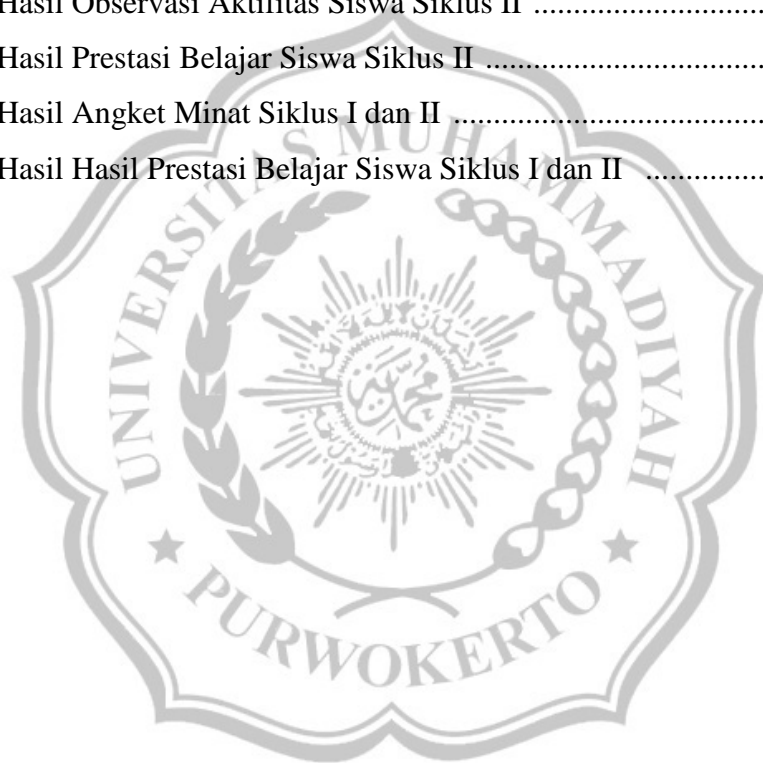 Hasil Observasi Aktifitas Siswa Siklus II ...........................
Hasil Prestasi Belajar Siswa Siklus II ................................
Hasil Angket Minat Siklus I dan II ...................................
Hasil Hasil Prestasi Belajar Siswa Siklus I dan II ..............
UNIVERSITAS MUHAMMADIYAH
PURWOKERTO